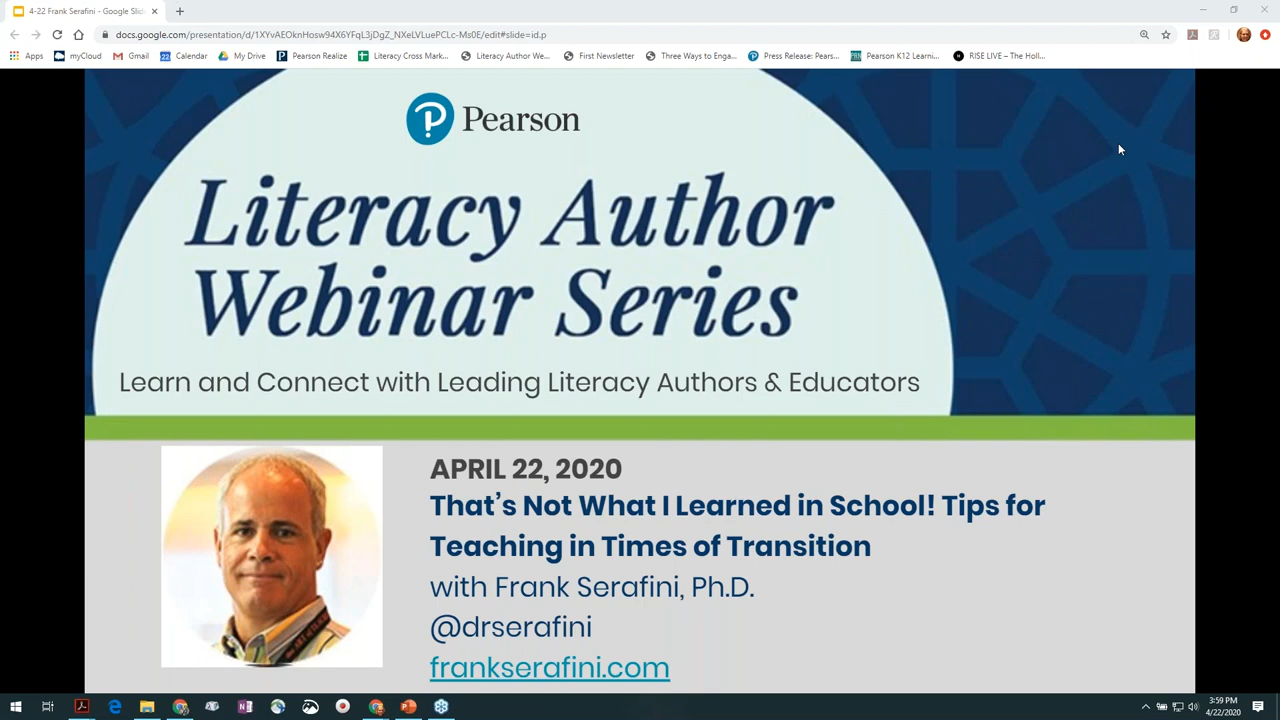 4-22 Frank Serafini - Google Slid
docs.google.com/presentation/d/1XYvAEOknHosw94X6YFqL3jDgZ_NXeLVLuePCLc-Ms0E/edit#slide=id.p
Apps myCloud Gmail Calendar My Drive Pearson Realize Literacy Cross Mark... Literacy Author We... First Newsletter Three Ways to Enga... Press Release: Pears... Pearson K12 Learni... RISE LIVE – The Holl...
Pearson
Literacy Author
Webinar Series
Learn and Connect with Leading Literacy Authors & Educators
APRIL 22, 2020
That's Not What I Learned in School! Tips for
Teaching in Times of Transition
with Frank Serafini, Ph.D.
@drserafini
frankserafini.com
3:59 PM
4/22/2020